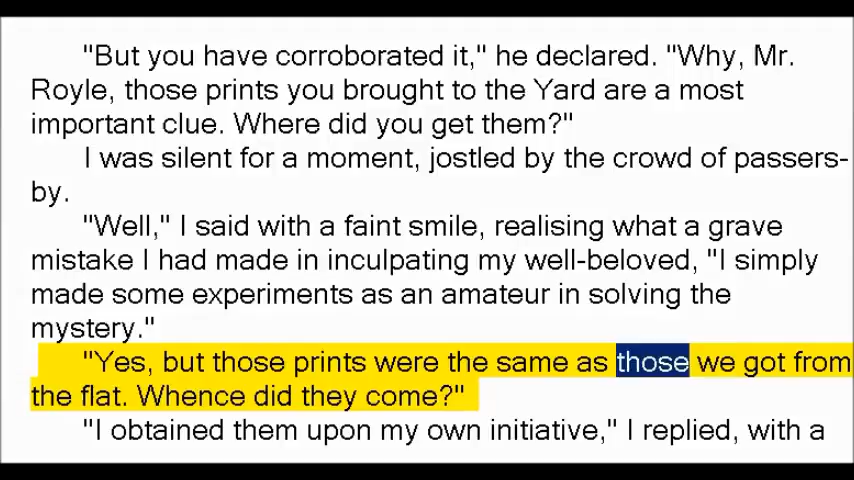 "But you have corroborated it," he declared. "Why, Mr.
Royle, those prints you brought to the Yard are a most
important clue. Where did you get them?"
I was silent for a moment, jostled by the crowd of passers-
by.
"Well," I said with a faint smile, realising what a grave
mistake I had made in inculpating my well-beloved, "I simply
made some experiments as an amateur in solving the
mystery."
"Yes, but those prints were the same as those we got from
the flat. Whence did they come?"
"I obtained them upon my own initiative," I replied, with a